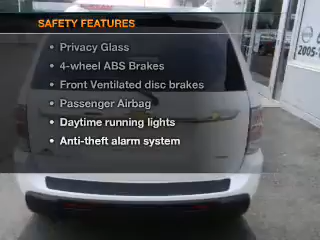 SAFETY FEATURES
• Privacy Glass
• 4-wheel ABS Brakes
• Front Ventilated disc brakes
• Passenger Airbag
• Daytime running lights
• Anti-theft alarm system
2005-